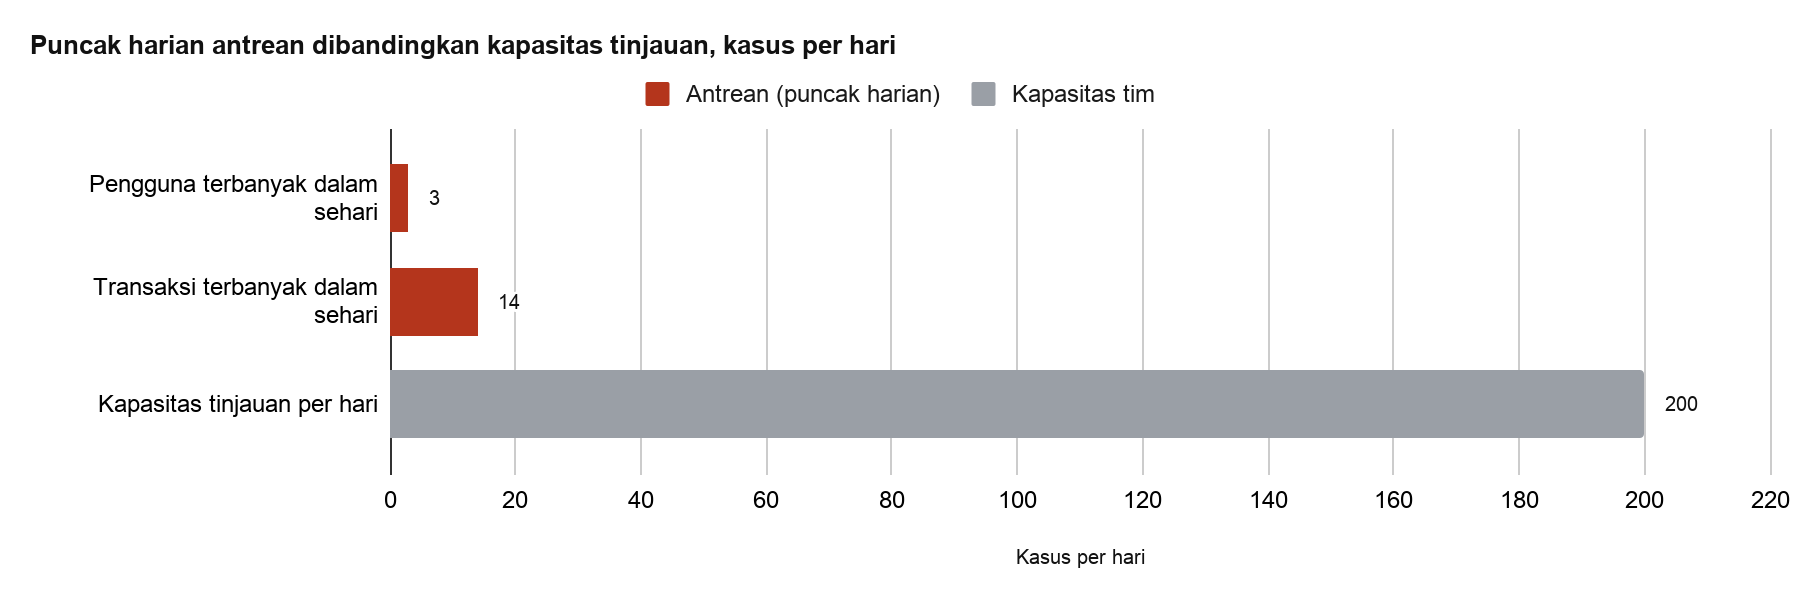 Puncak harian antrean dibandingkan kapasitas tinjauan, kasus per hari
Antrean (puncak harian) Kapasitas tim
Pengguna terbanyak dalam
sehari
3
Transaksi terbanyak dalam
sehari
14
Kapasitas tinjauan per hari
200
0 20 40 60 80 100 120 140 160 180 200 220
Kasus per hari